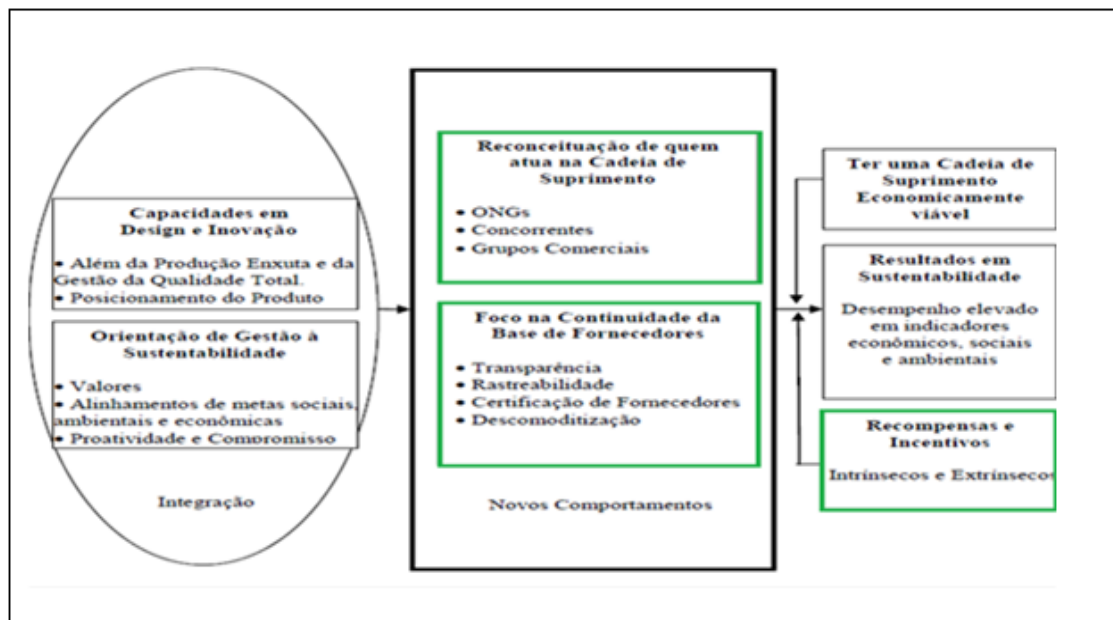 Capacidades em
Design e Inovação
• Além da Produção Enxuta e da
Gestão da Qualidade Total.
• Posicionamento do Produto
Orientação de Gestão à
Sustentabilidade
• Valores
• Alinhamentos de metas sociais,
ambientais e econômicas
• Proatividade e Compromisso
Integração
Reconceituação de quem
atua na Cadeia de
Suprimento
• ONGs
• Concorrentes
• Grupos Comerciais
Foco na Continuidade da
Base de Fornecedores
• Transparência
• Rastreabilidade
• Certificação de Fornecedores
• Descomoditização
Novos Comportamentos
Ter uma Cadeia de
Suprimento
Economicamente
viável
Resultados em
Sustentabilidade
Desempenho elevado
em indicadores
econômicos, sociais
e ambientais
Recompensas e
Incentivos
Intrínsecos e Extrínsecos